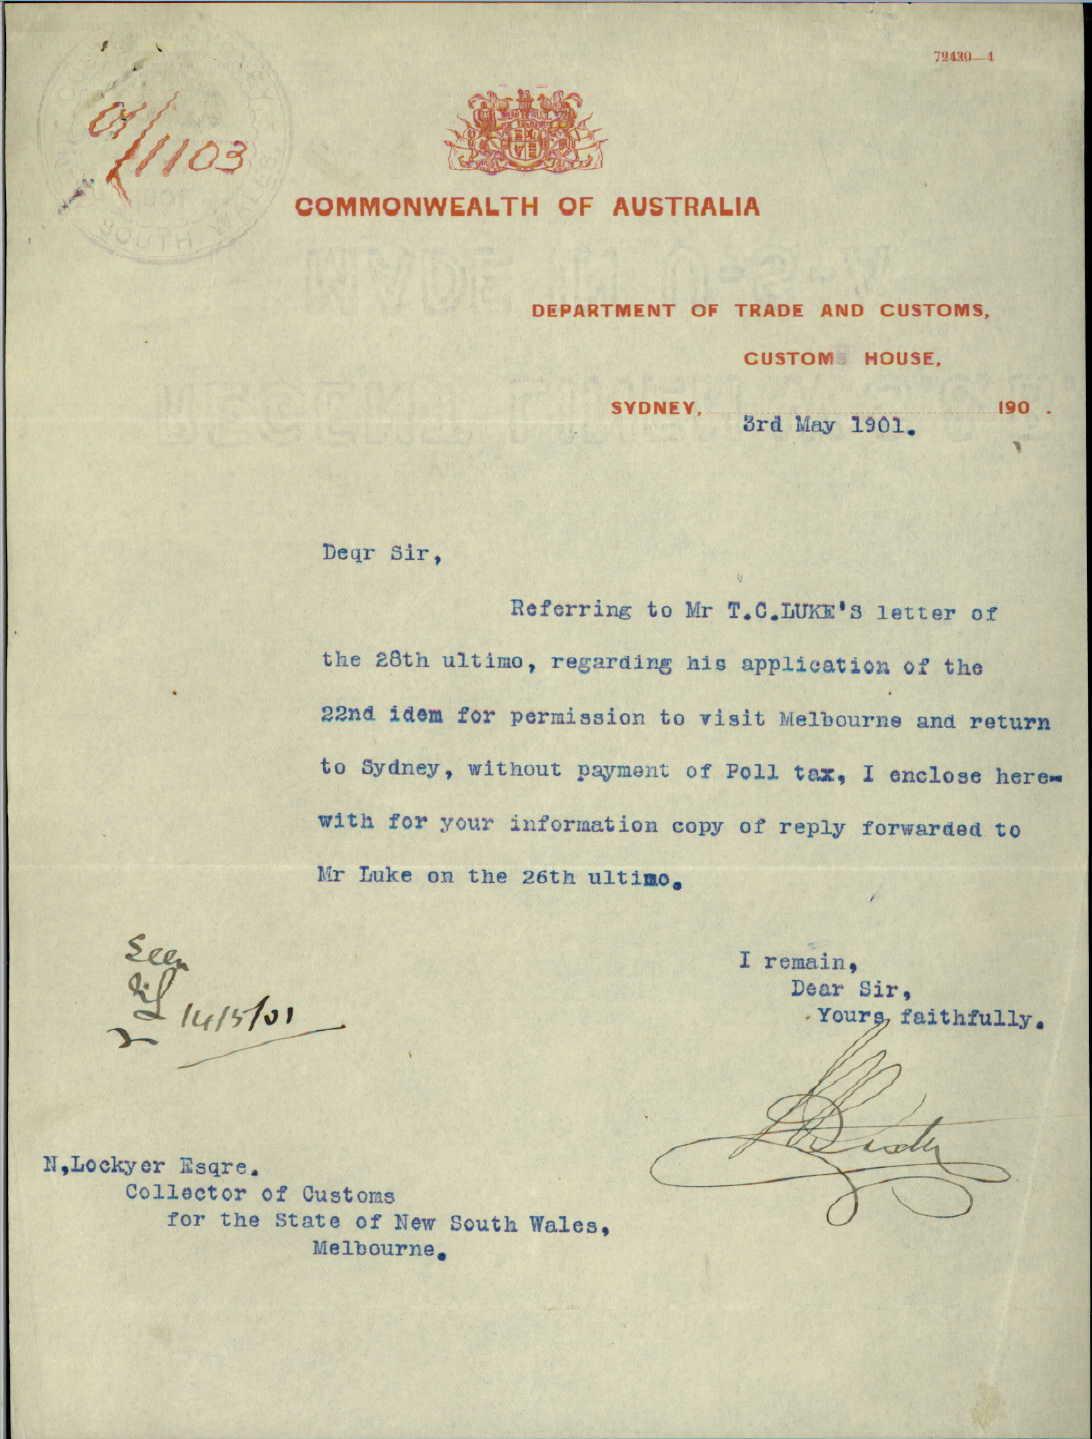 72430—4
01/1103
COMMONWEALTH OF AUSTRALIA
DEPARTMENT OF TRADE AND CUSTOMS,
CUSTOMS HOUSE,
SYDNEY, 190 .
3rd May 1901.
Deqr Sir,
Referring to Mr T.C.LUKE'S letter of
the 28th ultimo, regarding his application of the
22nd idem for permission to visit Melbourne and return
to Sydney, without payment of Poll tax, I enclose here-
with for your information copy of reply forwarded to
Mr Luke on the 26th ultimo.
I remain,
Dear Sir,
Yours faithfully.
Seen
14/5/01
N,Lockyer Esqre.
Collector of Customs
for the State of New South Wales,
Melbourne.